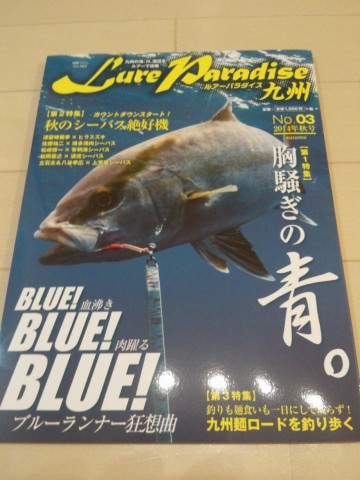 Lure Paradise
ルアーパラダイス
九州
No.03
2014年秋号
【第2特集】 カウントダウンスタート!
秋のシーバス絶好機
【第1特集】
胸騒ぎの
青。
BLUE! 血沸き
BLUE! 肉躍る
BLUE!
ブルーランナー狂想曲
【第3特集】
釣りも麺食いも一日にしてならず!
九州麺ロードを釣り歩く